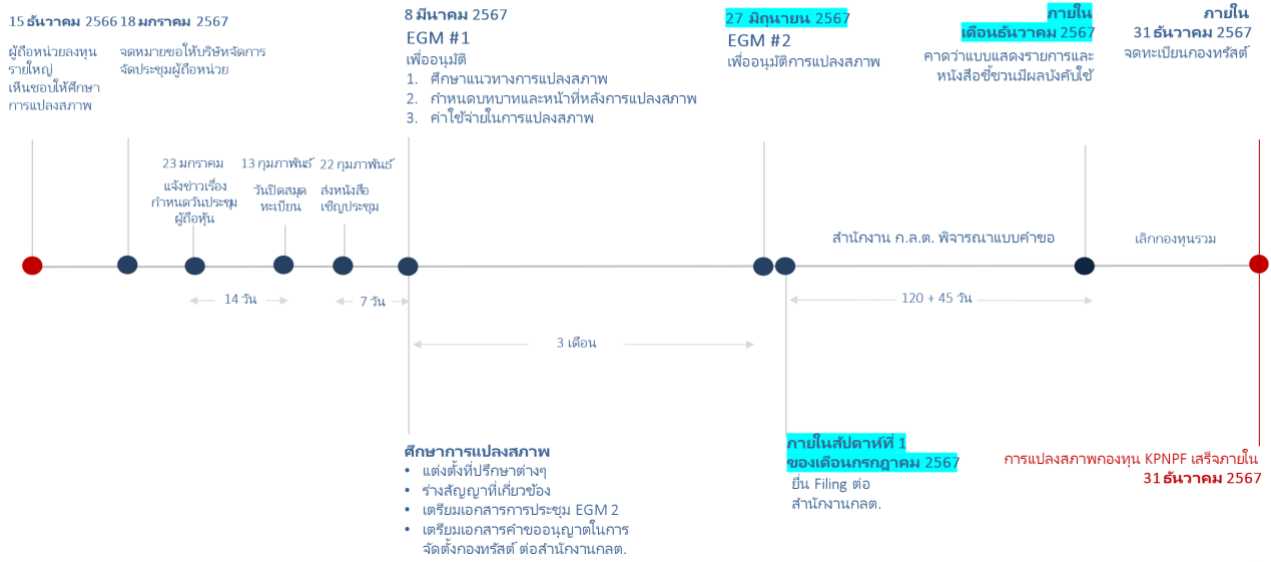 15 ธันวาคม 2566
ผู้ถือหน่วยลงทุน
รายใหญ่
เห็นชอบให้ศึกษา
การแปลงสภาพ
18 มกราคม 2567
จดหมายขอให้บริษัทจัดการ
จัดประชุมผู้ถือหน่วย
8 มีนาคม 2567
EGM #1
เพื่ออนุมัติ
1. ศึกษาแนวทางการแปลงสภาพ
2. กำหนดบทบาทและหน้าที่หลังการแปลงสภาพ
3. ค่าใช้จ่ายในการแปลงสภาพ
27 มิถุนายน 2567
EGM #2
เพื่ออนุมัติการแปลงสภาพ
ภายใน
เดือนธันวาคม 2567
คาดว่าแบบแสดงรายการและ
หนังสือชี้ชวนมีผลบังคับใช้
ภายใน
31 ธันวาคม 2567
จดทะเบียนกองทรัสต์
23 มกราคม
แจ้งข่าวเรื่อง
กำหนดวันประชุม
ผู้ถือหุ้น
13 กุมภาพันธ์
วันปิดสมุด
ทะเบียน
22 กุมภาพันธ์
ส่งหนังสือ
เชิญประชุม
สำนักงาน ก.ล.ต. พิจารณาแบบคำขอ
เลิกกองทุนรวม
14 วัน
7 วัน
120 + 45 วัน
3 เดือน
ศึกษาการแปลงสภาพ
• แต่งตั้งที่ปรึกษาต่างๆ
• ร่างสัญญาที่เกี่ยวข้อง
• เตรียมเอกสารการประชุม EGM 2
• เตรียมเอกสารคำขออนุญาตในการ
จัดตั้งกองทรัสต์ ต่อสำนักงานกลต.
ภายในสัปดาห์ที่ 1
ของเดือนกรกฎาคม 2567
ยื่น Filing ต่อ
สำนักงานกลต.
การแปลงสภาพกองทุน KPNPF เสร็จภายใน
31 ธันวาคม 2567